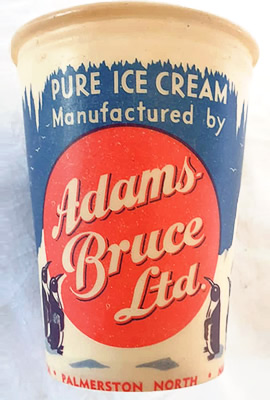 PURE ICE CREAM
Manufactured by
Adams-
Bruce
Ltd.
PALMERSTON NORTH